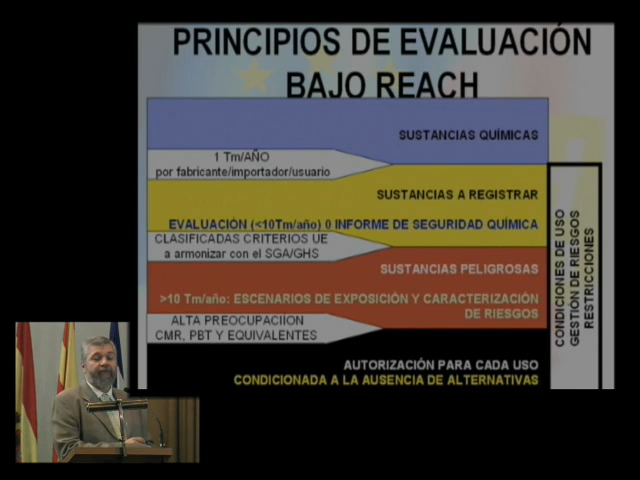 PRINCIPIOS DE EVALUACIÓN
BAJO REACH
SUSTANCIAS QUÍMICAS
1 Tm/AÑO
por fabricante/importador/usuario
SUSTANCIAS A REGISTRAR
EVALUACIÓN (<10Tm/año) 0 INFORME DE SEGURIDAD QUÍMICA
CLASIFICADAS CRITERIOS UE
a armonizar con el SGA/GHS
SUSTANCIAS PELIGROSAS
>10 Tm/año: ESCENARIOS DE EXPOSICIÓN Y CARACTERIZACIÓN
DE RIESGOS
ALTA PREOCUPACIION
CMR, PBT Y EQUIVALENTES
AUTORIZACIÓN PARA CADA USO
CONDICIONADA A LA AUSENCIA DE ALTERNATIVAS
CONDICIONES DE USO
GESTIÓN DE RIESGOS
RESTRICCIONES